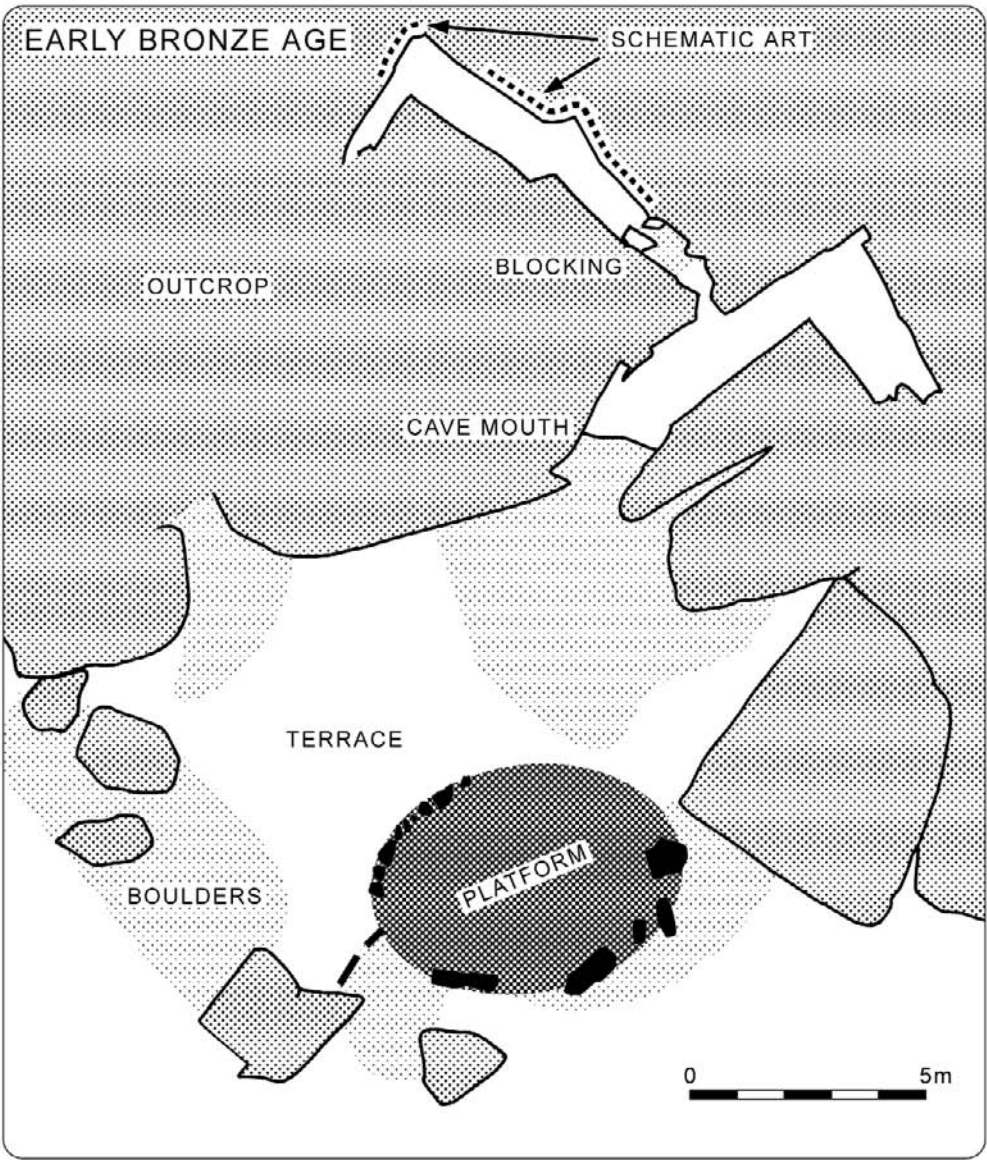 EARLY BRONZE AGE
SCHEMATIC ART
BLOCKING
OUTCROP
CAVE MOUTH
TERRACE
PLATFORM
BOULDERS
0 5m